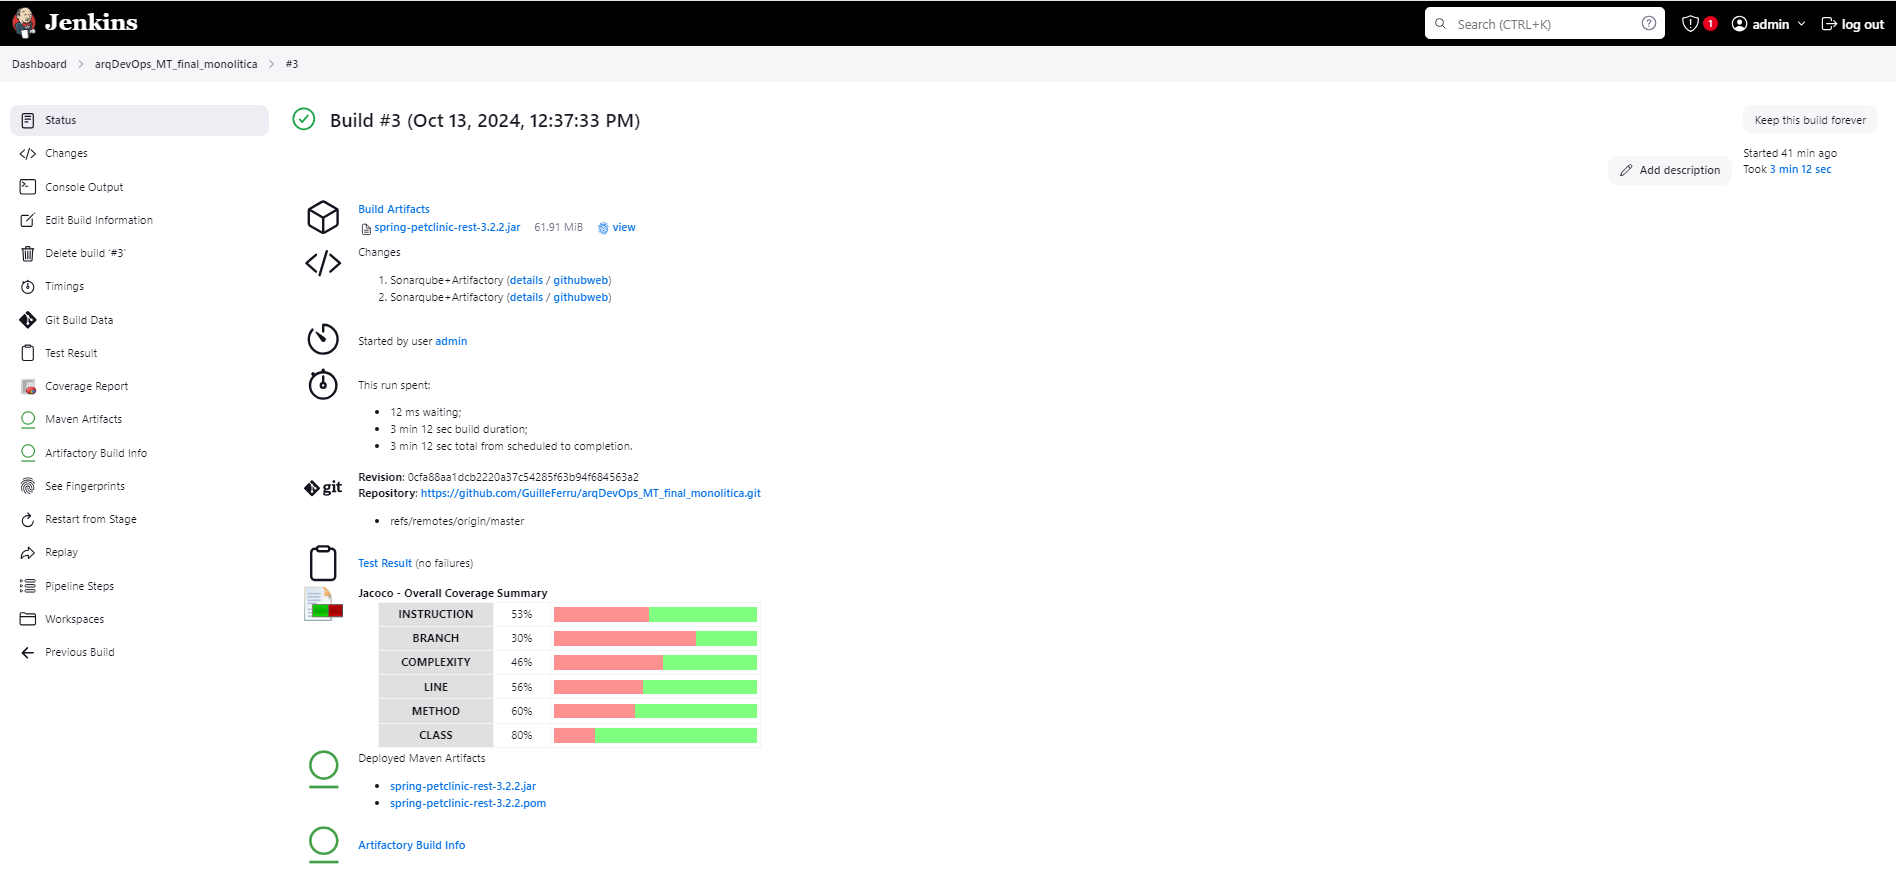 Jenkins
Search (CTRL+K)
1
admin
log out
Dashboard
arqDevOps_MT_final_monolitica
#3
Status
Changes
Console Output
Edit Build Information
Delete build ‘#3’
Timings
Git Build Data
Test Result
Coverage Report
Maven Artifacts
Artifactory Build Info
See Fingerprints
Restart from Stage
Replay
Pipeline Steps
Workspaces
Previous Build
Build #3 (Oct 13, 2024, 12:37:33 PM)
Keep this build forever
Add description
Started 41 min ago
Took 3 min 12 sec
Build Artifacts
spring-petclinic-rest-3.2.2.jar 61.91 MiB view
Changes
1. Sonarqube+Artifactory (details / githubweb)
2. Sonarqube+Artifactory (details / githubweb)
Started by user admin
This run spent:
• 12 ms waiting;
• 3 min 12 sec build duration;
• 3 min 12 sec total from scheduled to completion.
git
Revision: 0cfa88aa1dcb2220a37c54285f63b94f684563a2
Repository: https://github.com/GuilleFerru/arqDevOps_MT_final_monolitica.git
• refs/remotes/origin/master
Test Result (no failures)
Jacoco - Overall Coverage Summary
INSTRUCTION 53%
BRANCH 30%
COMPLEXITY 46%
LINE 56%
METHOD 60%
CLASS 80%
Deployed Maven Artifacts
• spring-petclinic-rest-3.2.2.jar
• spring-petclinic-rest-3.2.2.pom
Artifactory Build Info